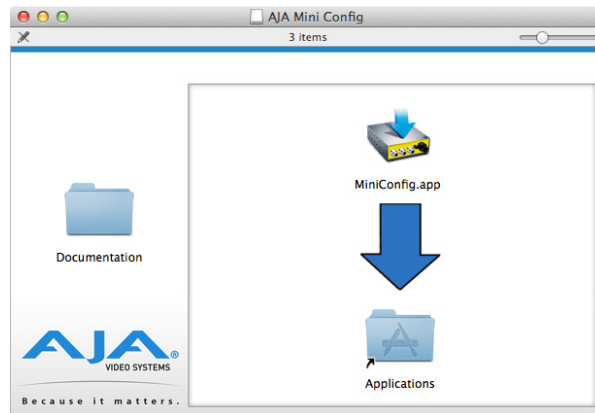 AJA Mini Config
3 items
MiniConfig.app
Documentation
Applications
AJA®
VIDEO SYSTEMS
Because it matters.